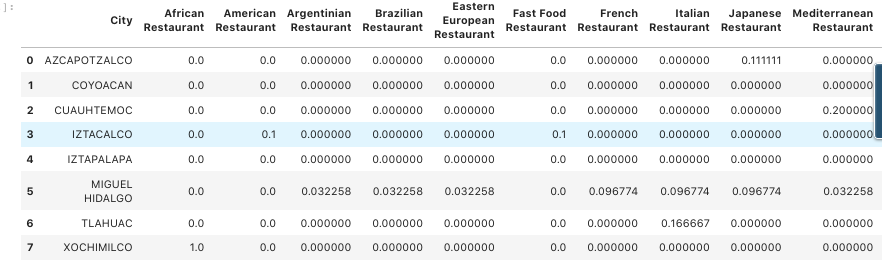 ]:
City African Restaurant American Restaurant Argentinian Restaurant Brazilian Restaurant Eastern European Restaurant Fast Food Restaurant French Restaurant Italian Restaurant Japanese Restaurant Mediterranean Restaurant
0 AZCAPOTZALCO 0.0 0.0 0.000000 0.000000 0.000000 0.0 0.000000 0.000000 0.111111 0.000000
1 COYOACAN 0.0 0.0 0.000000 0.000000 0.000000 0.0 0.000000 0.000000 0.000000 0.000000
2 CUAUHTEMOC 0.0 0.0 0.000000 0.000000 0.000000 0.0 0.000000 0.000000 0.000000 0.200000
3 IZTACALCO 0.0 0.1 0.000000 0.000000 0.000000 0.1 0.000000 0.000000 0.000000 0.000000
4 IZTAPALAPA 0.0 0.0 0.000000 0.000000 0.000000 0.0 0.000000 0.000000 0.000000 0.000000
5 MIGUEL HIDALGO 0.0 0.0 0.032258 0.032258 0.032258 0.0 0.096774 0.096774 0.096774 0.032258
6 TLAHUAC 0.0 0.0 0.000000 0.000000 0.000000 0.0 0.000000 0.166667 0.000000 0.000000
7 XOCHIMILCO 1.0 0.0 0.000000 0.000000 0.000000 0.0 0.000000 0.000000 0.000000 0.000000